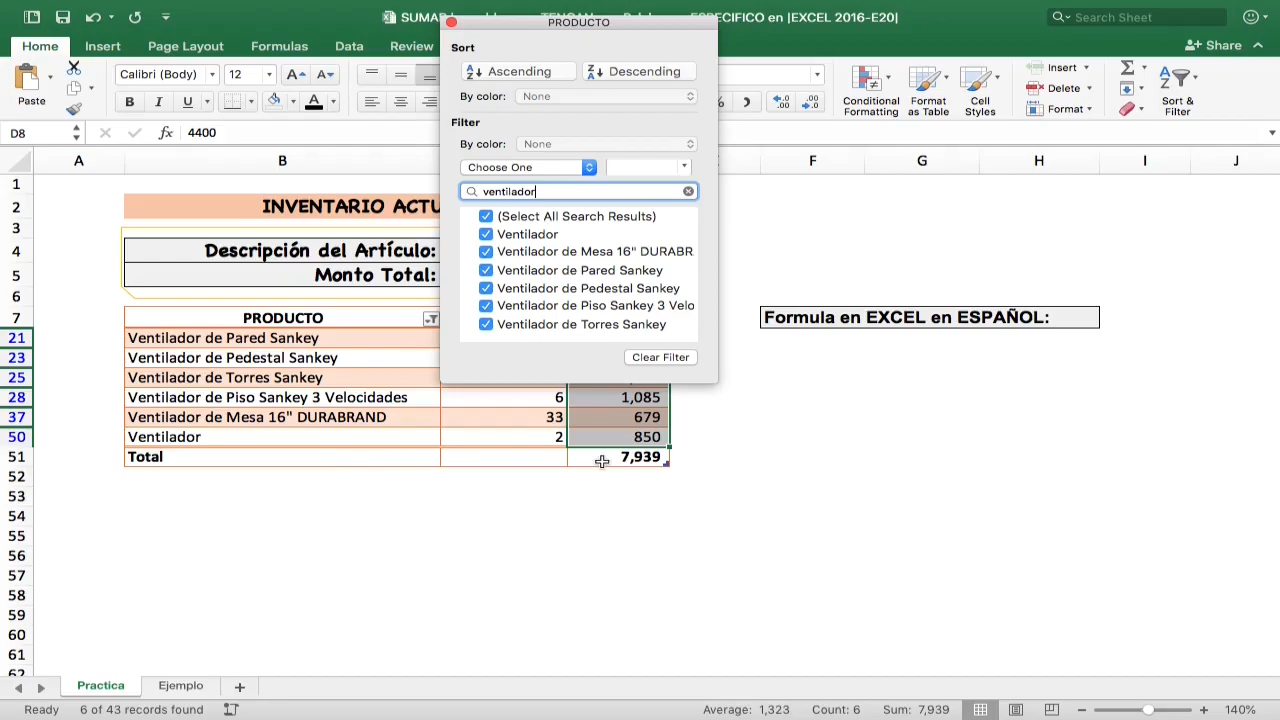 PRODUCTO
ESPECIFICO en |EXCEL 2016-E20|
Search Sheet
Home
Insert
Page Layout
Formulas
Data
Review
Share
Sort
Ascending
Descending
By color:
None
Filter
By color:
None
Choose One
ventilador
(Select All Search Results)
Ventilador
Ventilador de Mesa 16" DURABR
Ventilador de Pared Sankey
Ventilador de Pedestal Sankey
Ventilador de Piso Sankey 3 Velo
Ventilador de Torres Sankey
Clear Filter
Paste
Calibri (Body)
12
B I U
Conditional Formatting
Format as Table
Cell Styles
Insert
Delete
Format
Sort & Filter
D8
fx
4400
A B F G H I J
1
2 INVENTARIO ACTU
3
4 Descripción del Artículo:
5 Monto Total:
6
7 PRODUCTO Formula en EXCEL en ESPAÑOL:
21 Ventilador de Pared Sankey
23 Ventilador de Pedestal Sankey
25 Ventilador de Torres Sankey
28 Ventilador de Piso Sankey 3 Velocidades 6 1,085
37 Ventilador de Mesa 16" DURABRAND 33 679
50 Ventilador 2 850
51 Total 7,939
52
53
54
55
56
57
58
59
60
61
62
Practica
Ejemplo
Ready
6 of 43 records found
Average: 1,323
Count: 6
Sum: 7,939
140%